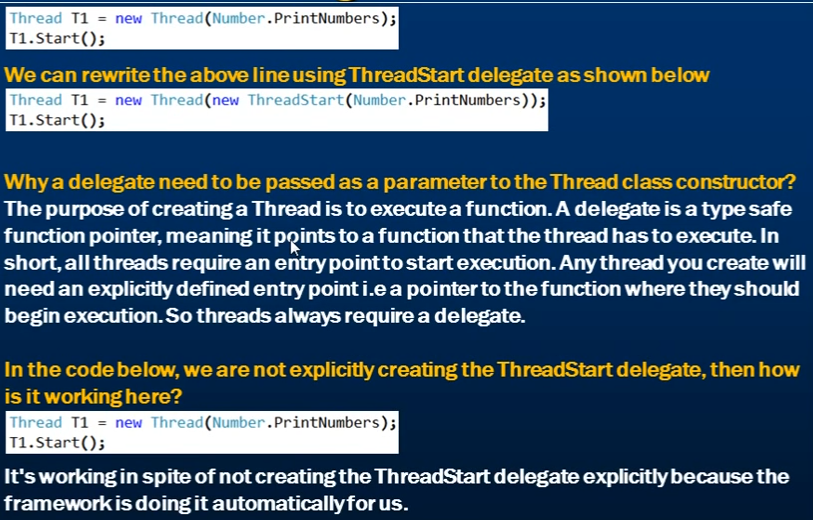 Thread T1 = new Thread(Number.PrintNumbers);
T1.Start();
We can rewrite the above line using ThreadStart delegate as shown below
Thread T1 = new Thread(new ThreadStart(Number.PrintNumbers));
T1.Start();
Why a delegate need to be passed as a parameter to the Thread class constructor?
The purpose of creating a Thread is to execute a function. A delegate is a type safe
function pointer, meaning it points to a function that the thread has to execute. In
short, all threads require an entry point to start execution. Any thread you create will
need an explicitly defined entry point i.e a pointer to the function where they should
begin execution. So threads always require a delegate.
In the code below, we are not explicitly creating the ThreadStart delegate, then how
is it working here?
Thread T1 = new Thread(Number.PrintNumbers);
T1.Start();
It's working in spite of not creating the ThreadStart delegate explicitly because the
framework is doing it automatically for us.